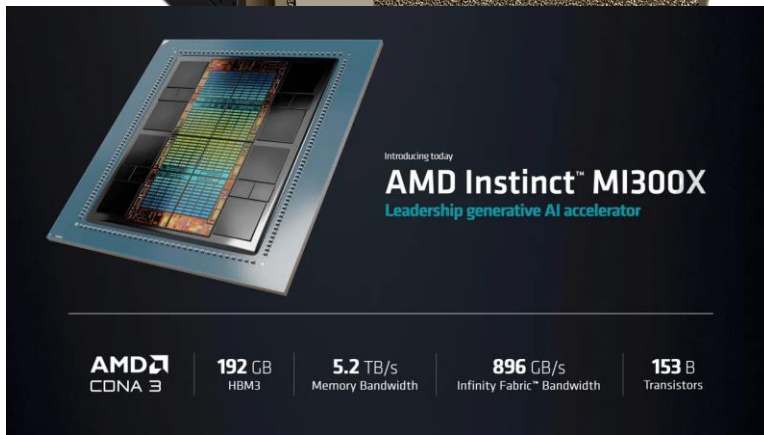 Introducing today
AMD Instinct™ MI300X
Leadership generative AI accelerator
AMD
CDNA 3
192 GB
HBM3
5.2 TB/s
Memory Bandwidth
896 GB/s
Infinity Fabric™ Bandwidth
153 B
Transistors